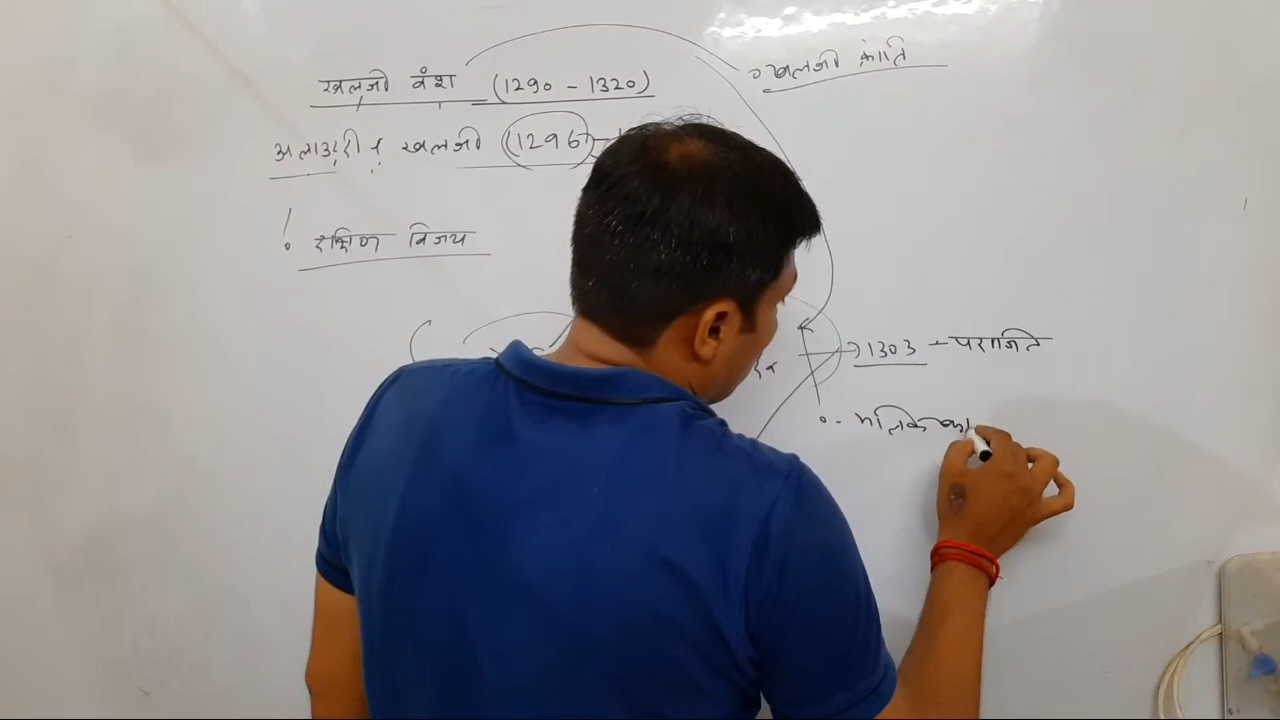 खलजी क्रांति
खलजी वंश (1290 - 1320)
अलाउद्दीन खलजी (1296 -
दक्षिण विजय
1303 - पराजित
मलिक का